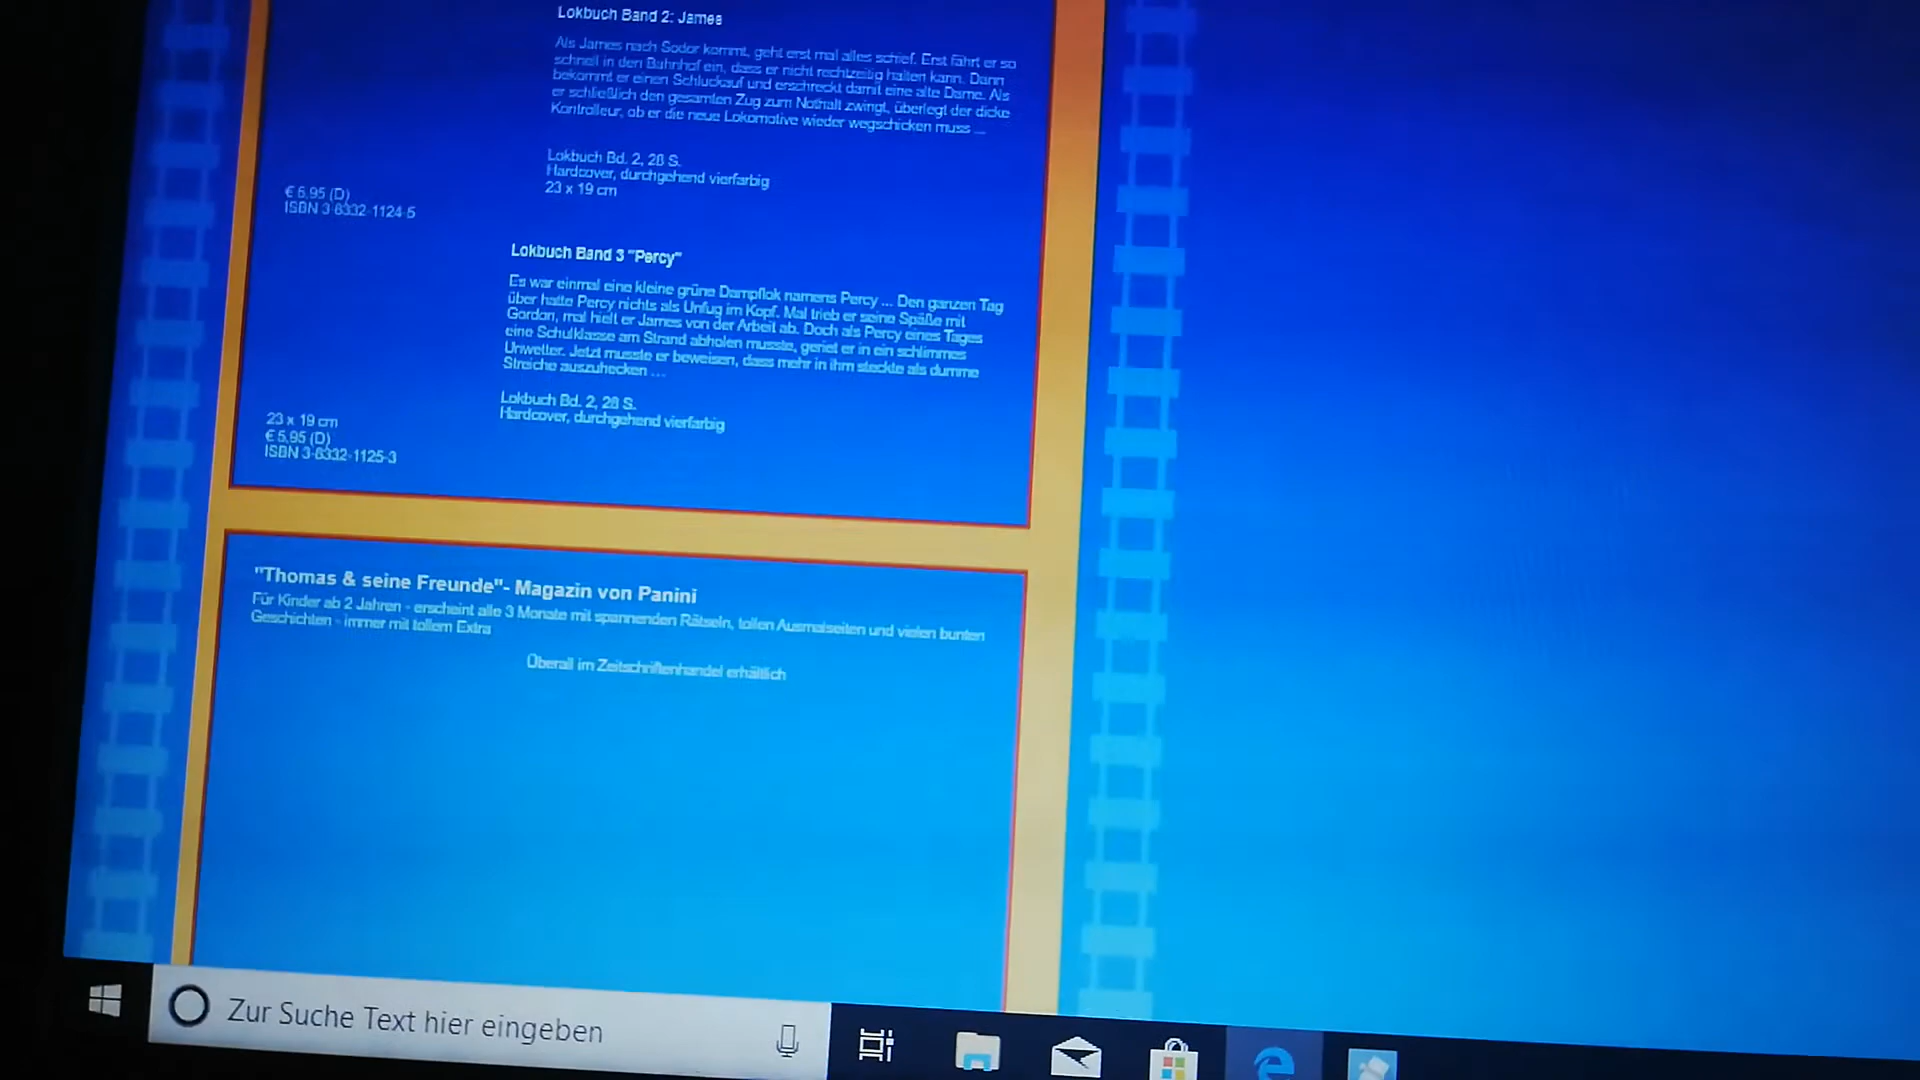 Lokbuch Band 2: James
Als James nach Sodor kommt, geht erst mal alles schief. Erst fährt er so
schnell in den Bahnhof ein, dass er nicht rechtzeitig halten kann. Dann
bekommt er einen Schluckauf und erschreckt damit eine alte Dame. Als
er schließlich den gesamten Zug zum Nothalt zwingt, überlegt der dicke
Kontrolleur, ob er die neue Lokomotive wieder wegschicken muss ...
Lokbuch Bd. 2, 28 S.
Hardcover, durchgehend vierfarbig
23 x 19 cm
€ 5,95 (D)
ISBN 3-8332-1124-5
Lokbuch Band 3 "Percy"
Es war einmal eine kleine grüne Dampflok namens Percy ... Den ganzen Tag
über hatte Percy nichts als Unfug im Kopf. Mal trieb er seine Späße mit
Gordon, mal hielt er James von der Arbeit ab. Doch als Percy eines Tages
eine Schulklasse am Strand abholen musste, geriet er in ein schlimmes
Unwetter. Jetzt musste er beweisen, dass mehr in ihm steckte als dumme
Streiche auszuhecken ...
Lokbuch Bd. 2, 28 S.
Hardcover, durchgehend vierfarbig
23 x 19 cm
€ 5,95 (D)
ISBN 3-8332-1125-3
"Thomas & seine Freunde"- Magazin von Panini
Für Kinder ab 2 Jahren - erscheint alle 3 Monate mit spannenden Rätseln, tollen Ausmalseiten und vielen bunten
Geschichten - immer mit tollem Extra
Überall im Zeitschriftenhandel erhältlich
Zur Suche Text hier eingeben